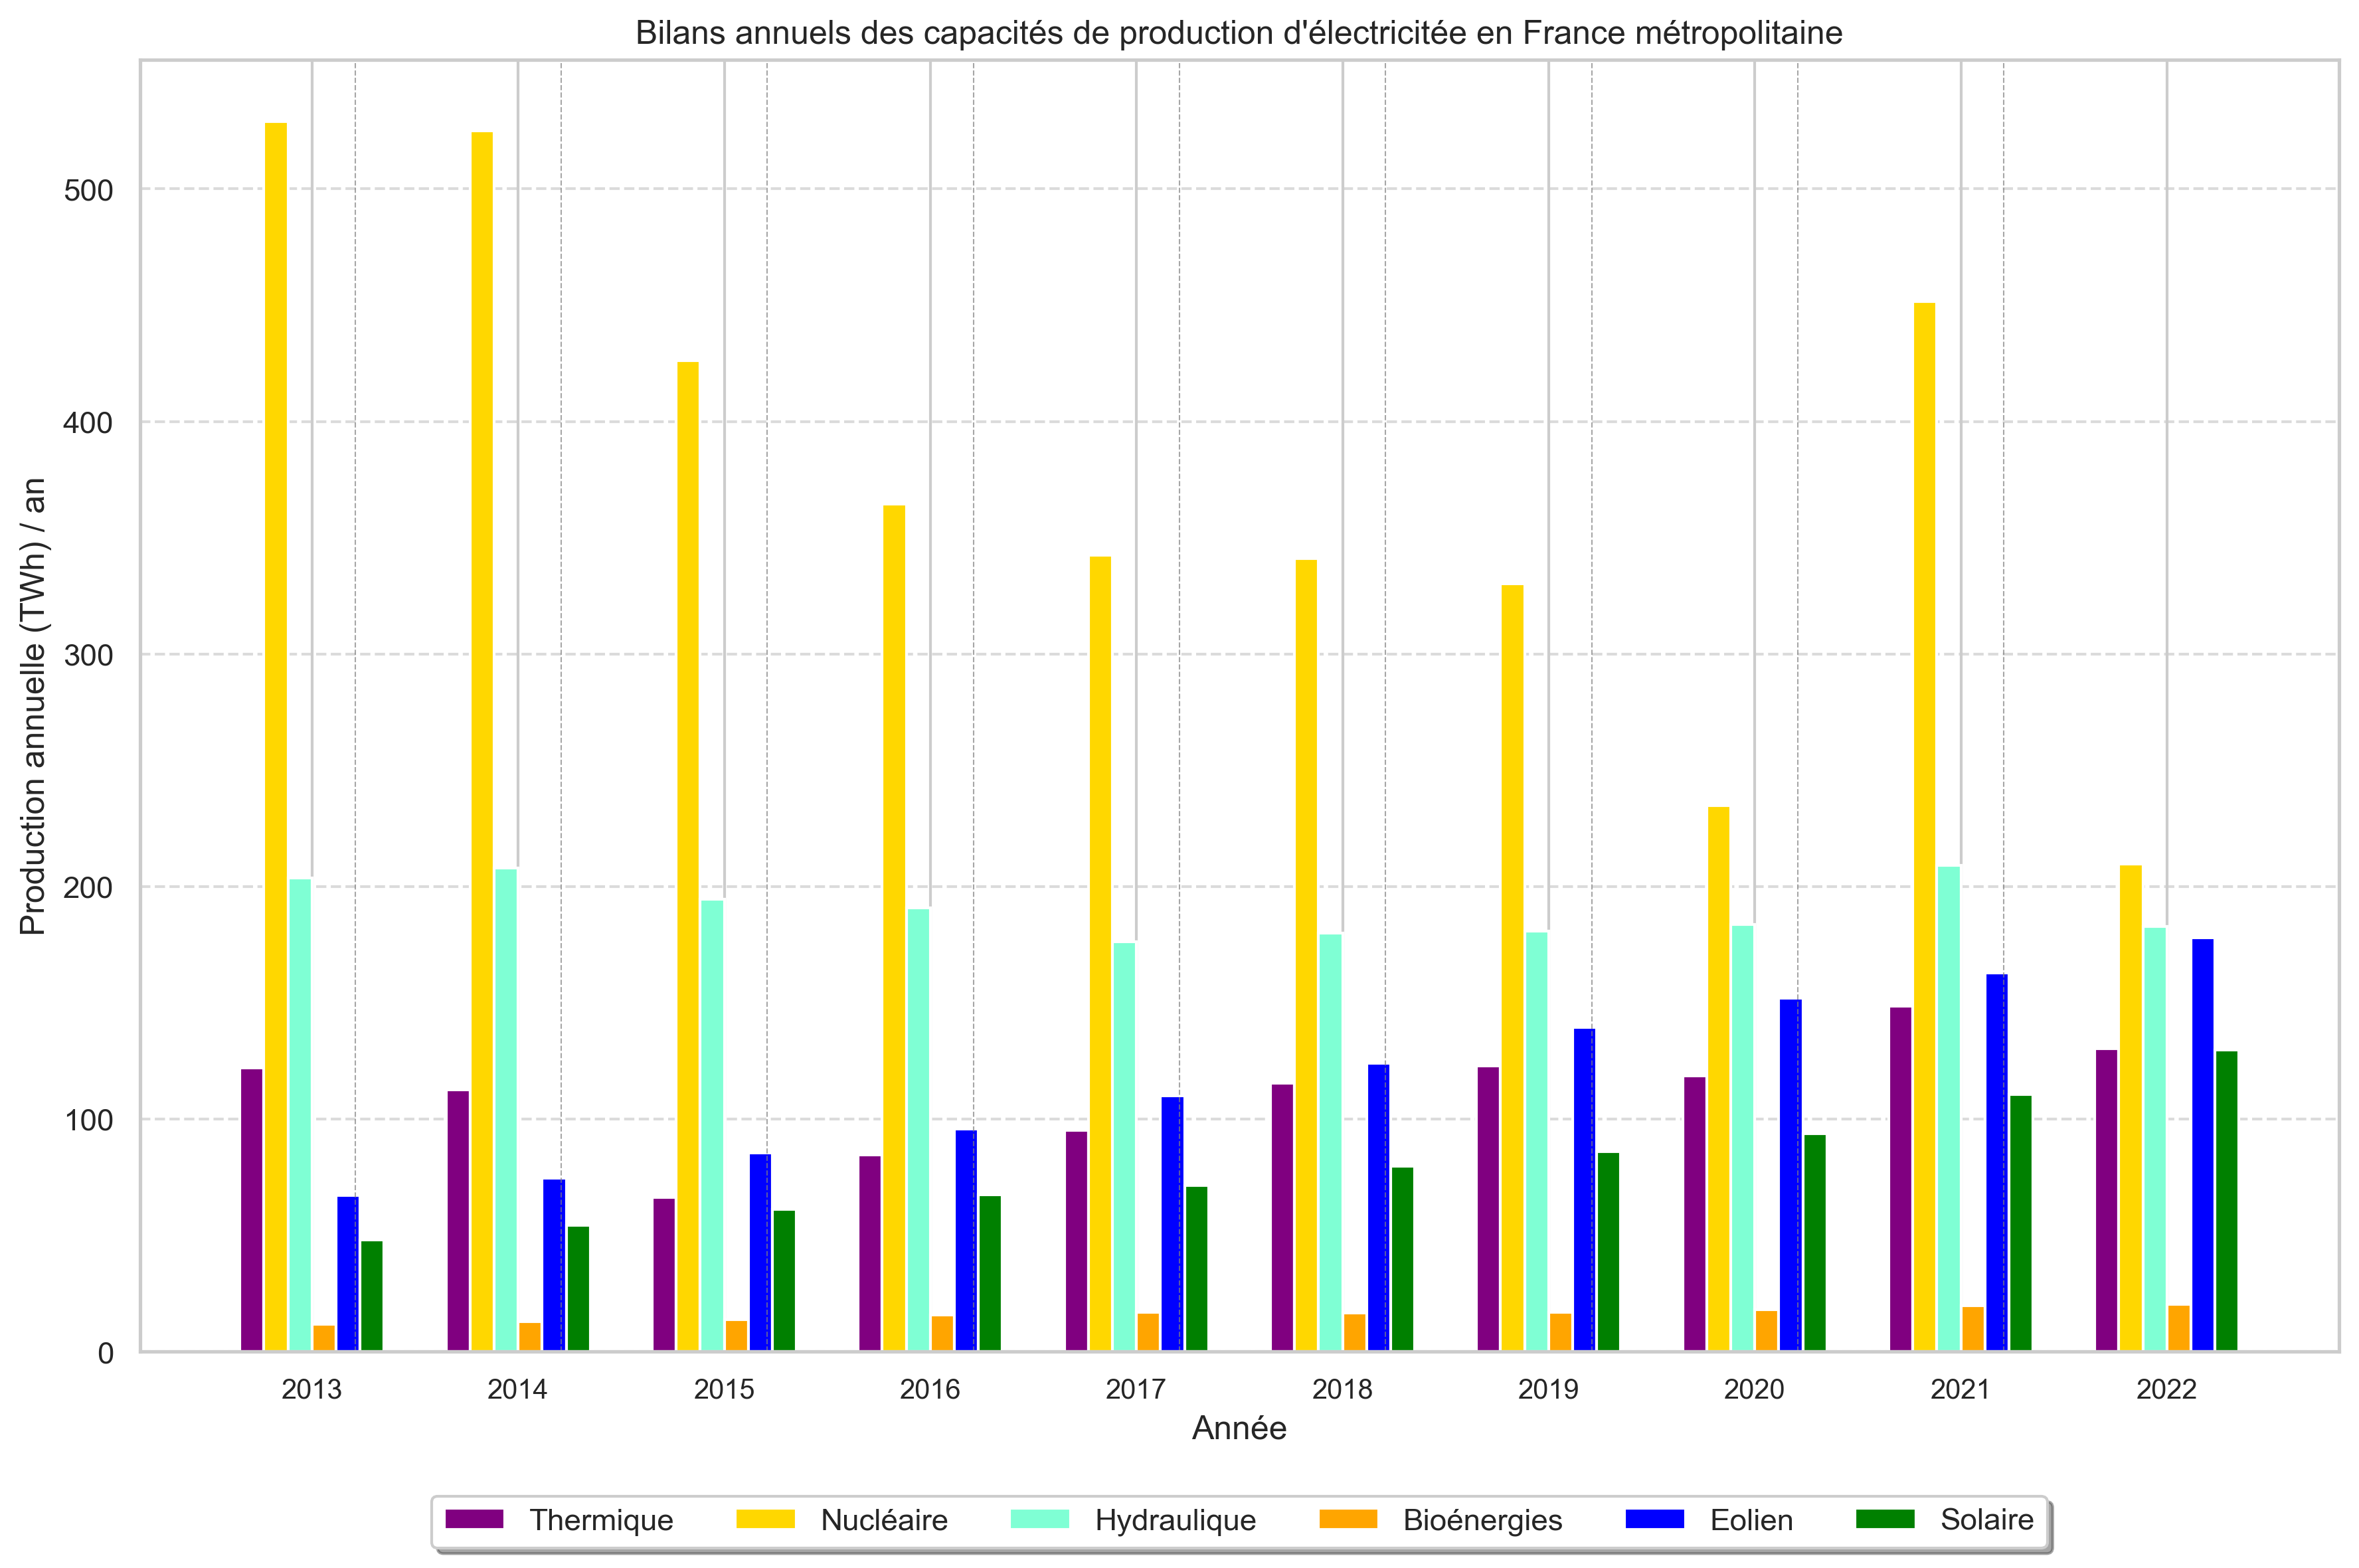 Bilans annuels des capacités de production d'électricitée en France métropolitaine
Production annuelle (TWh) / an
500
400
300
200
100
0
2013 2014 2015 2016 2017 2018 2019 2020 2021 2022
Année
Thermique Nucléaire Hydraulique Bioénergies Eolien Solaire